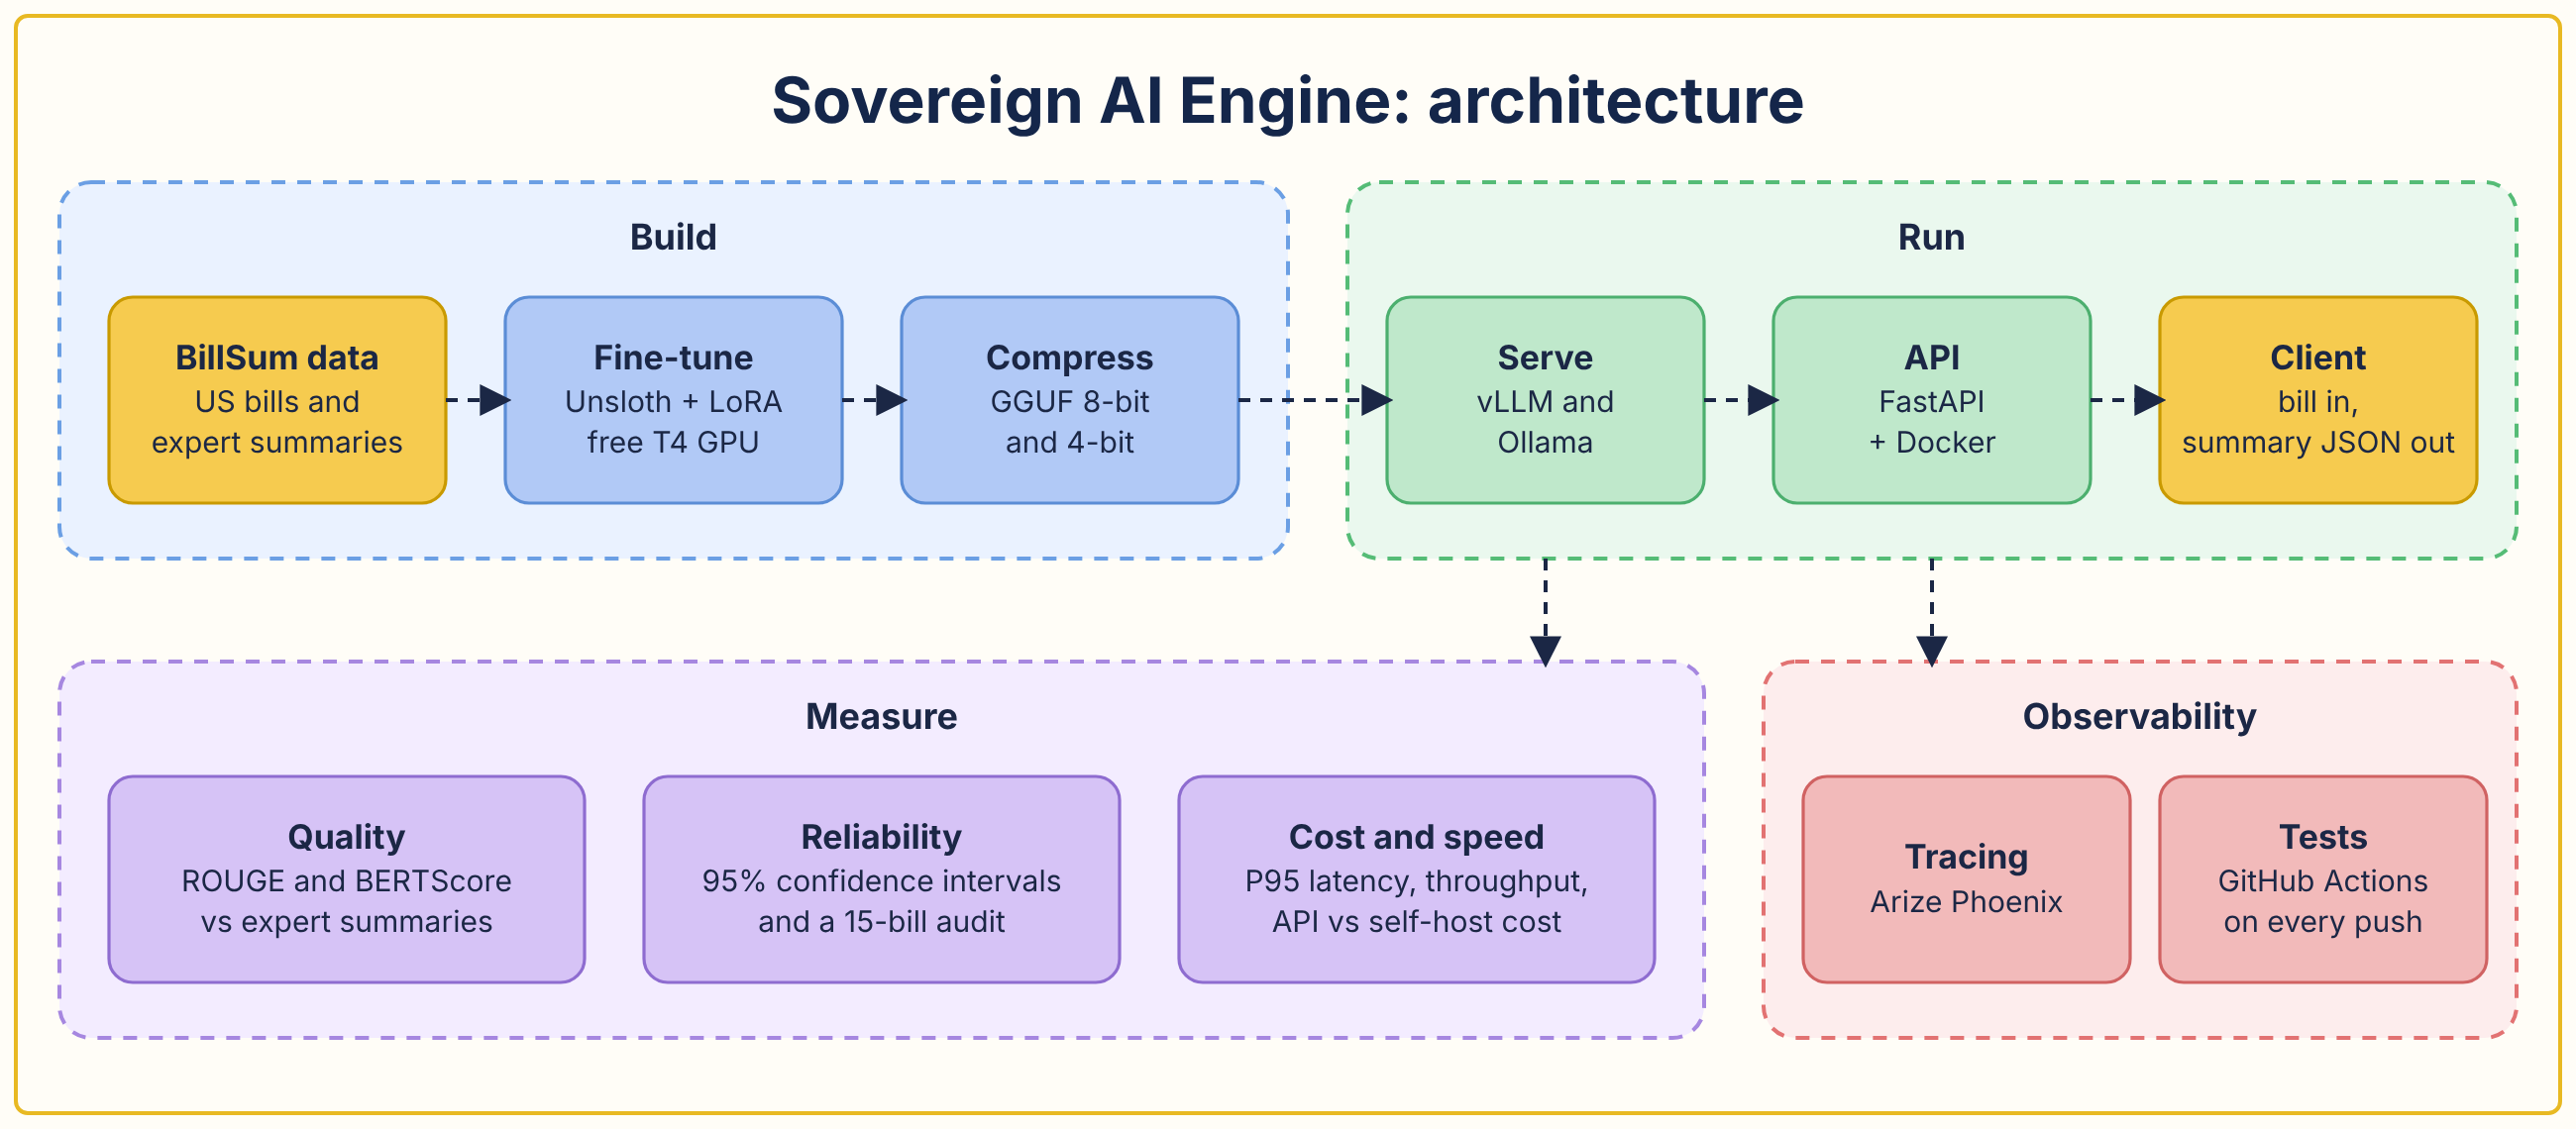 Sovereign AI Engine: architecture
Build
BillSum data
US bills and
expert summaries
Fine-tune
Unsloth + LoRA
free T4 GPU
Compress
GGUF 8-bit
and 4-bit
Run
Serve
vLLM and
Ollama
API
FastAPI
+ Docker
Client
bill in,
summary JSON out
Measure
Quality
ROUGE and BERTScore
vs expert summaries
Reliability
95% confidence intervals
and a 15-bill audit
Cost and speed
P95 latency, throughput,
API vs self-host cost
Observability
Tracing
Arize Phoenix
Tests
GitHub Actions
on every push